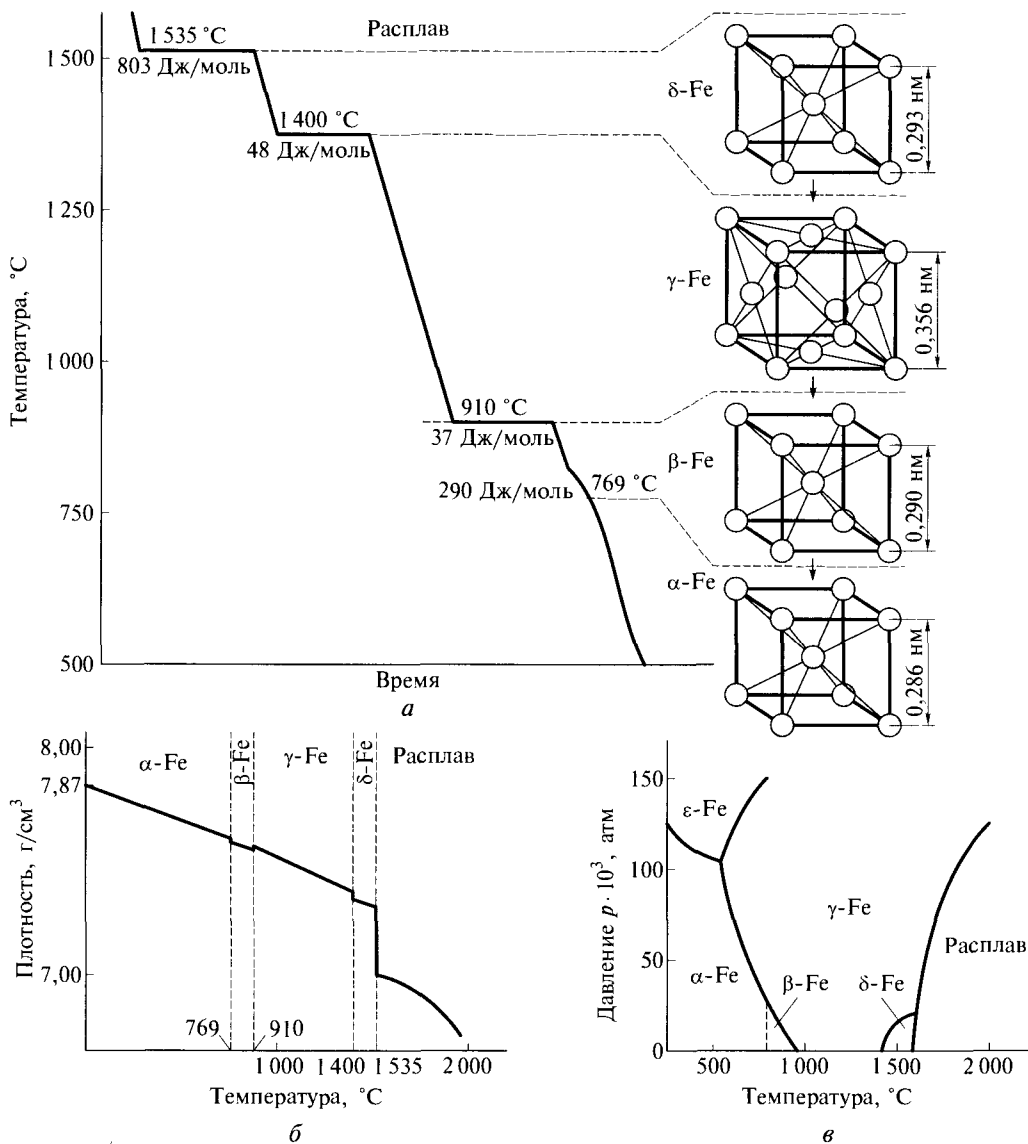 1 535 °C
803 Дж/моль
Расплав
1 400 °C
48 Дж/моль
910 °C
37 Дж/моль
769 °C
290 Дж/моль
1 500
1 250
1 000
750
500
Температура, °C
Время
а
δ-Fe
0,293 нм
γ-Fe
0,356 нм
β-Fe
0,290 нм
α-Fe
0,286 нм
8,00
7,87
7,00
Плотность, г/см³
α-Fe
β-Fe
γ-Fe
δ-Fe
Расплав
769
910
1 000
1 400
1 535
2 000
Температура, °C
б
150
100
50
0
Давление p · 10³, атм
ε-Fe
γ-Fe
α-Fe
β-Fe
δ-Fe
Расплав
500
1 000
1 500
2 000
Температура, °C
в